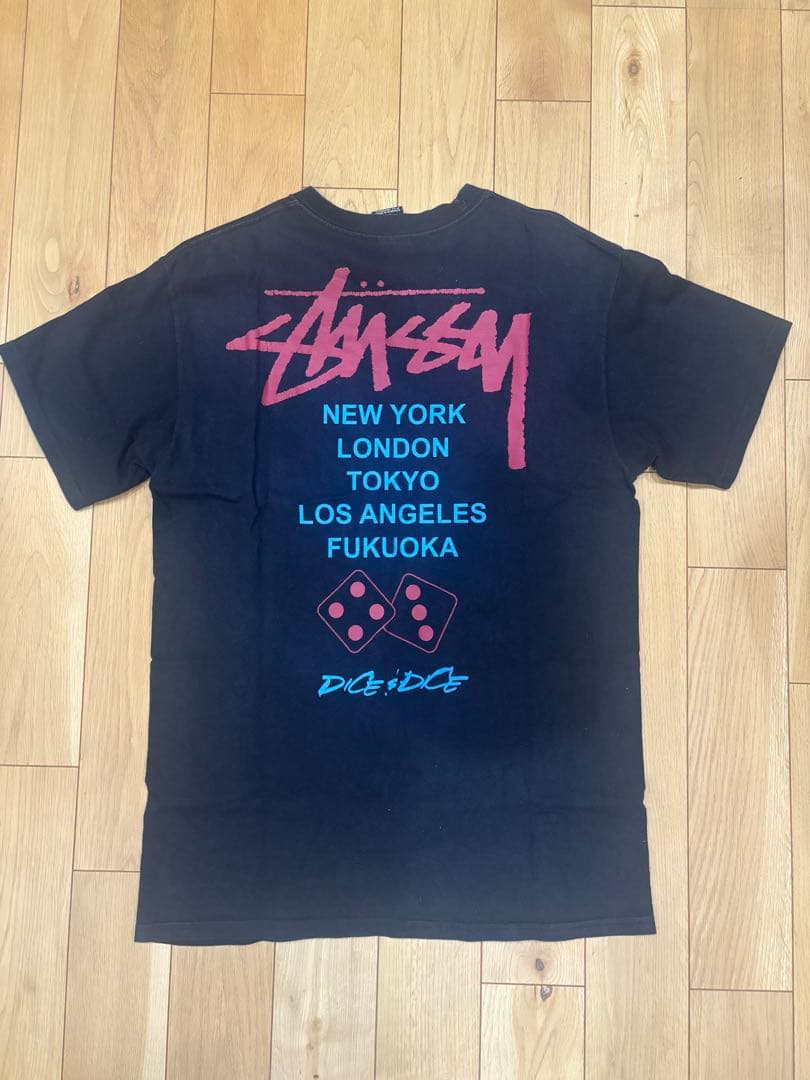 Stüssy
NEW YORK
LONDON
TOKYO
LOS ANGELES
FUKUOKA
DICE & DICE